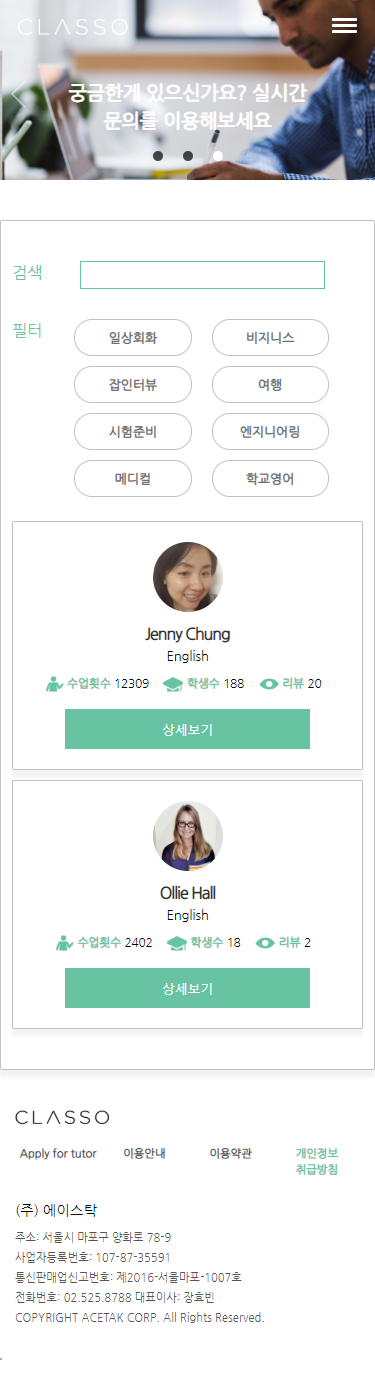 CLASSO
궁금한게 있으신가요? 실시간
문의를 이용해보세요
검색
필터
일상회화 비지니스
잡인터뷰 여행
시험준비 엔지니어링
메디컬 학교영어
Jenny Chung
English
수업횟수 12309 학생수 188 리뷰 20
상세보기
Ollie Hall
English
수업횟수 2402 학생수 18 리뷰 2
상세보기
CLASSO
Apply for tutor 이용안내 이용약관 개인정보
취급방침
(주) 에이스탁
주소: 서울시 마포구 양화로 78-9
사업자등록번호: 107-87-35591
통신판매업신고번호: 제2016-서울마포-1007호
전화번호: 02.525.8788 대표이사: 장효빈
COPYRIGHT ACETAK CORP. All Rights Reserved.